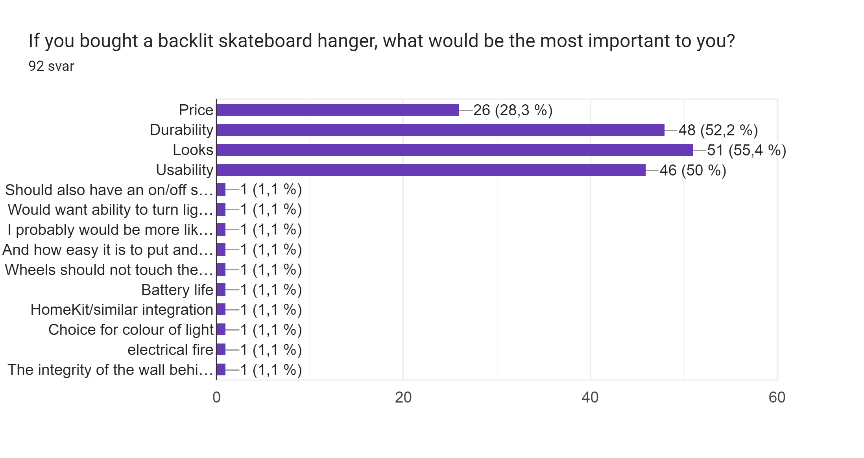 If you bought a backlit skateboard hanger, what would be the most important to you?
92 svar
Price 26 (28,3 %)
Durability 48 (52,2 %)
Looks 51 (55,4 %)
Usability 46 (50 %)
Should also have an on/off s… 1 (1,1 %)
Would want ability to turn lig… 1 (1,1 %)
I probably would be more lik… 1 (1,1 %)
And how easy it is to put and… 1 (1,1 %)
Wheels should not touch the… 1 (1,1 %)
Battery life 1 (1,1 %)
HomeKit/similar integration 1 (1,1 %)
Choice for colour of light 1 (1,1 %)
electrical fire 1 (1,1 %)
The integrity of the wall behi… 1 (1,1 %)
0 20 40 60